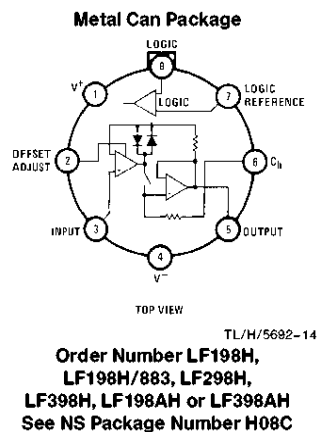 Metal Can Package
LOGIC
8
V+
1
7
LOGIC
REFERENCE
LOGIC
OFFSET
ADJUST
2
6
Ch
INPUT
3
5
OUTPUT
4
V−
TOP VIEW
TL/H/5692–14
Order Number LF198H,
LF198H/883, LF298H,
LF398H, LF198AH or LF398AH
See NS Package Number H08C